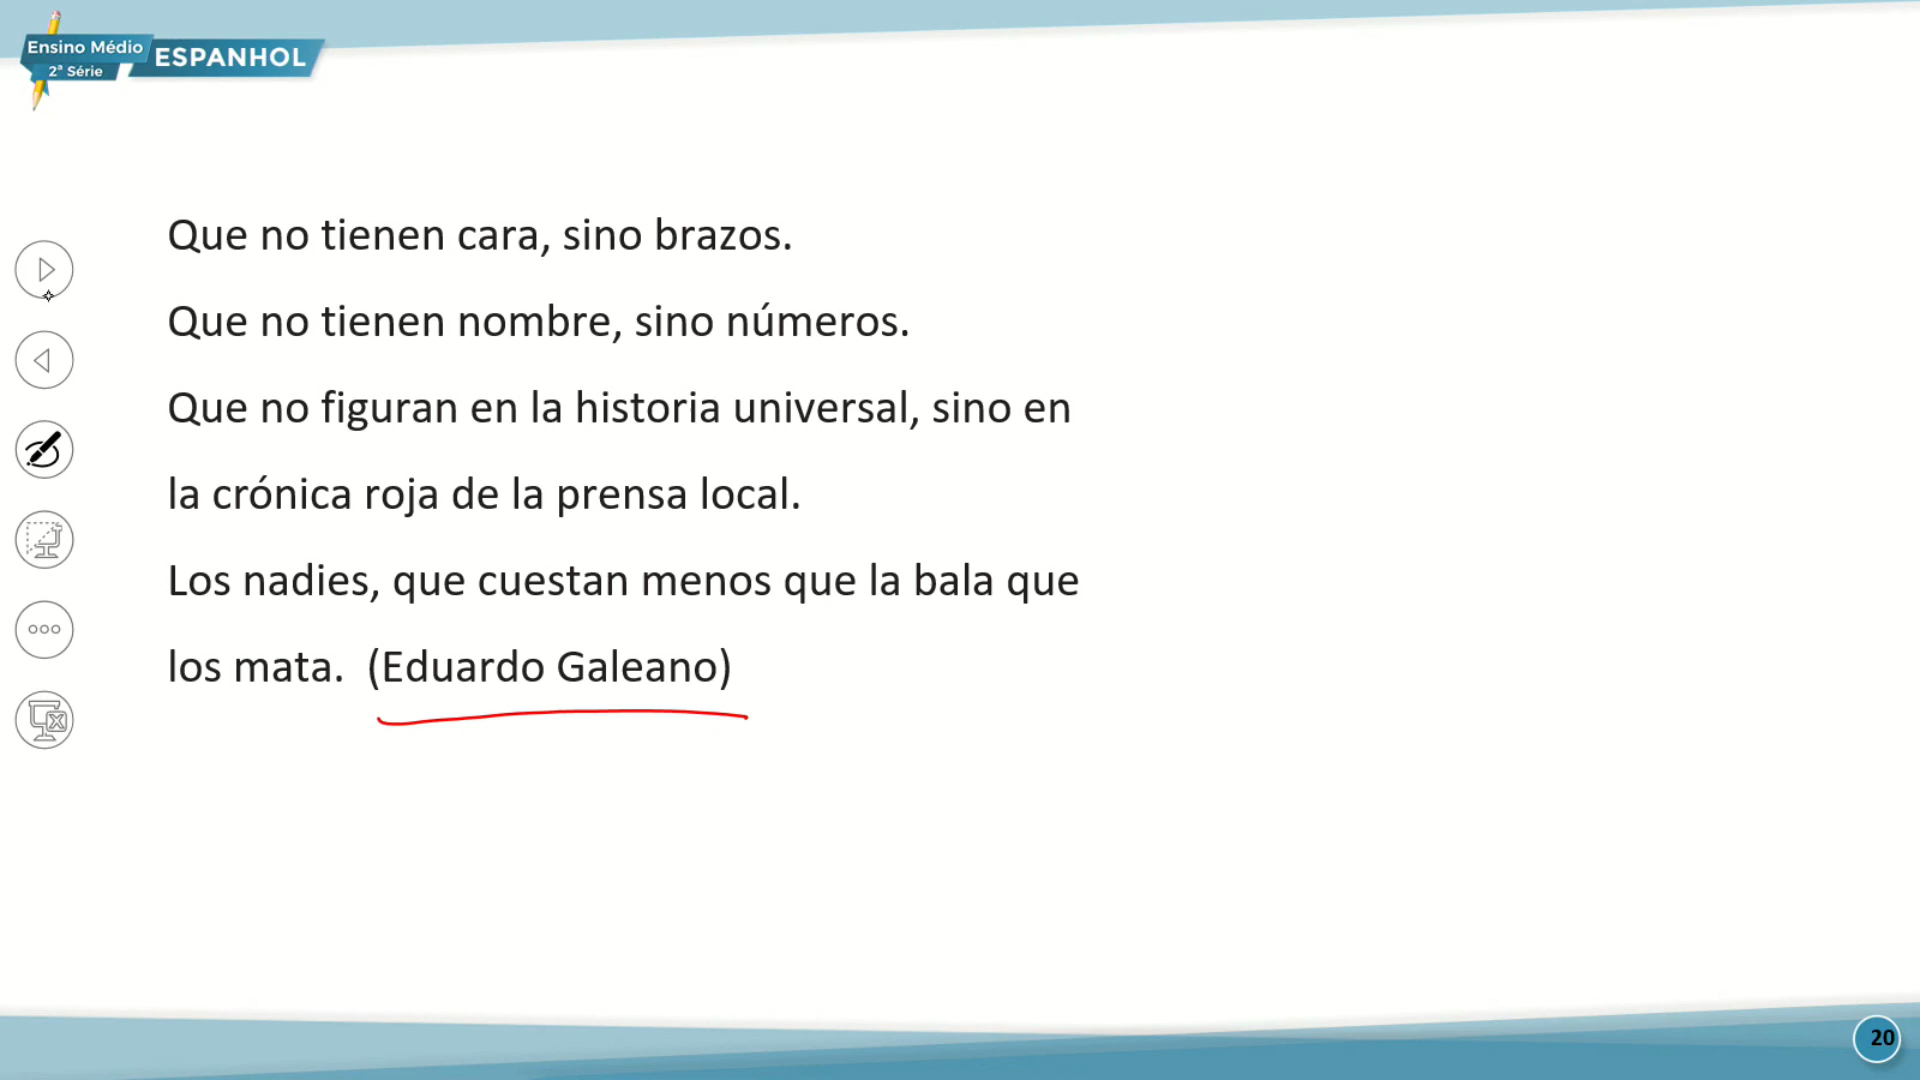 Ensino Médio
2ª Série
ESPANHOL
Que no tienen cara, sino brazos.
Que no tienen nombre, sino números.
Que no figuran en la historia universal, sino en
la crónica roja de la prensa local.
Los nadies, que cuestan menos que la bala que
los mata. (Eduardo Galeano)
20